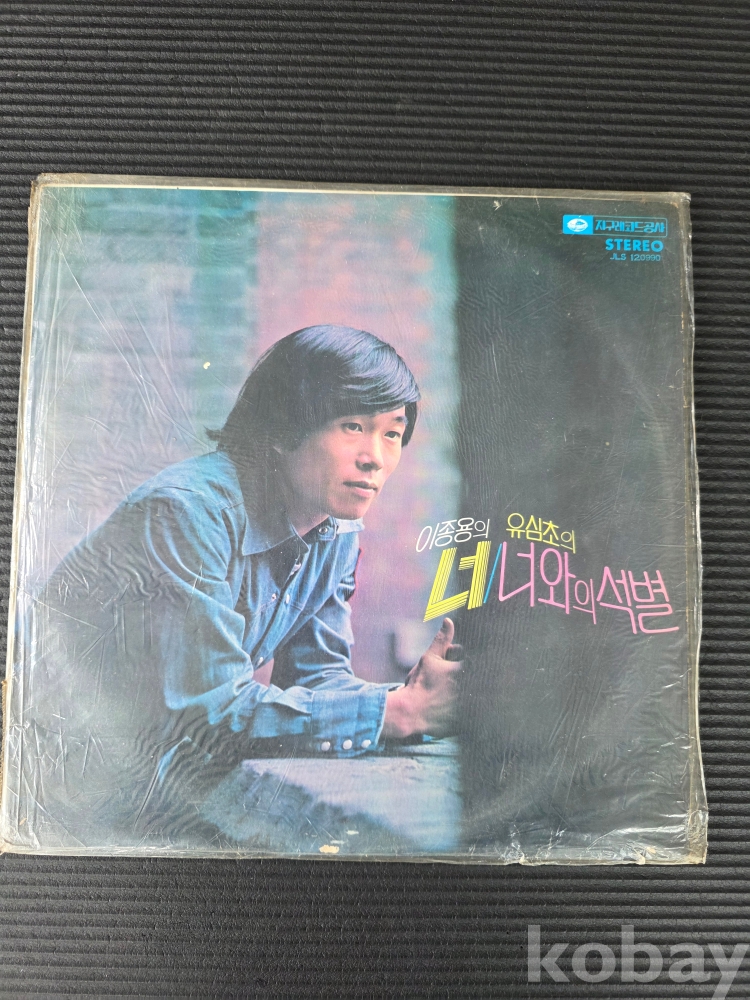 지구레코드공사
STEREO
JLS 120990
이종용의 유심초의
너/너와의 석별
kobay